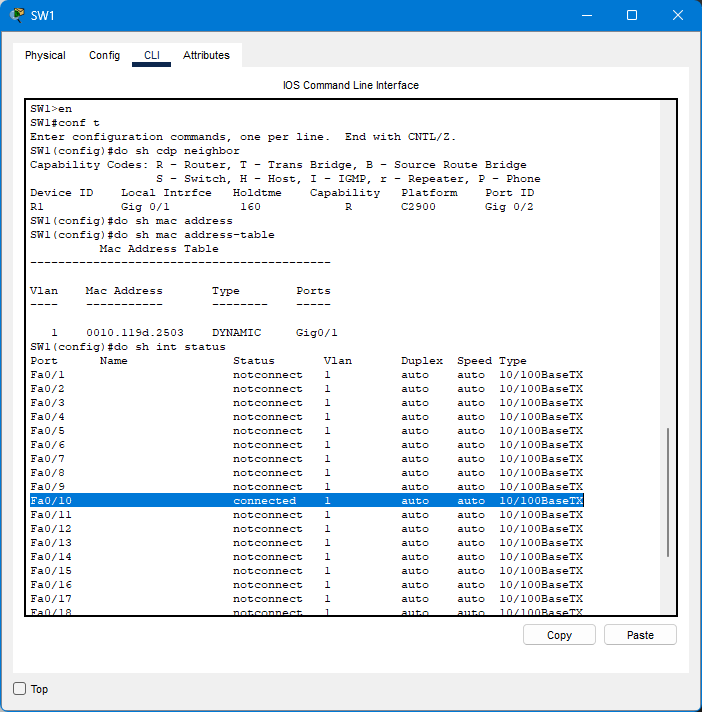 SW1
Physical Config CLI Attributes
IOS Command Line Interface
SW1>en
SW1#conf t
Enter configuration commands, one per line. End with CNTL/Z.
SW1(config)#do sh cdp neighbor
Capability Codes: R - Router, T - Trans Bridge, B - Source Route Bridge
S - Switch, H - Host, I - IGMP, r - Repeater, P - Phone
Device ID Local Intrfce Holdtme Capability Platform Port ID
R1 Gig 0/1 160 R C2900 Gig 0/2
SW1(config)#do sh mac address
SW1(config)#do sh mac address-table
Mac Address Table
-------------------------------------------
Vlan Mac Address Type Ports
---- ----------- -------- -----
1 0010.119d.2503 DYNAMIC Gig0/1
SW1(config)#do sh int status
Port Name Status Vlan Duplex Speed Type
Fa0/1 notconnect 1 auto auto 10/100BaseTX
Fa0/2 notconnect 1 auto auto 10/100BaseTX
Fa0/3 notconnect 1 auto auto 10/100BaseTX
Fa0/4 notconnect 1 auto auto 10/100BaseTX
Fa0/5 notconnect 1 auto auto 10/100BaseTX
Fa0/6 notconnect 1 auto auto 10/100BaseTX
Fa0/7 notconnect 1 auto auto 10/100BaseTX
Fa0/8 notconnect 1 auto auto 10/100BaseTX
Fa0/9 notconnect 1 auto auto 10/100BaseTX
Fa0/10 connected 1 auto auto 10/100BaseTX
Fa0/11 notconnect 1 auto auto 10/100BaseTX
Fa0/12 notconnect 1 auto auto 10/100BaseTX
Fa0/13 notconnect 1 auto auto 10/100BaseTX
Fa0/14 notconnect 1 auto auto 10/100BaseTX
Fa0/15 notconnect 1 auto auto 10/100BaseTX
Fa0/16 notconnect 1 auto auto 10/100BaseTX
Fa0/17 notconnect 1 auto auto 10/100BaseTX
Fa0/18 notconnect 1 auto auto 10/100BaseTX
Copy Paste
Top